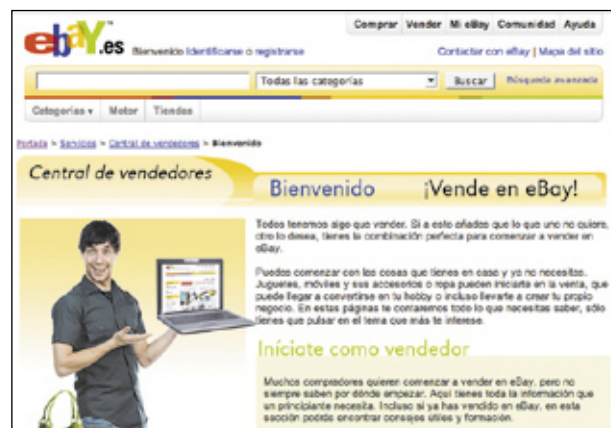 ebaY.es
Comprar Vender Mi eBay Comunidad Ayuda
Bienvenido Identificarse o registrarse
Contactar con eBay | Mapa del sitio
Todas las categorías Buscar Búsqueda avanzada
Categorías Motor Tiendas
Portada > Servicios > Central de vendedores > Bienvenido
Central de vendedores
Bienvenido ¡Vende en eBay!
Todos tenemos algo que vender. Si a esto añades que lo que uno no quiere,
otro lo desea, tienes la combinación perfecta para comenzar a vender en
eBay.
Puedes comenzar con las cosas que tienes en casa y ya no necesitas.
Juguetes, móviles y sus accesorios o ropa pueden iniciarte en la venta, que
puede llegar a convertirse en tu hobby o incluso llevarte a crear tu propio
negocio. En estas páginas te contaremos todo lo que necesitas saber, sólo
tienes que pulsar en el tema que más te interese.
Iníciate como vendedor
Muchos compradores quieren comenzar a vender en eBay, pero no
siempre saben por dónde empezar. Aquí tienes toda la información que
un principiante necesita. Incluso si ya has vendido en eBay, en esta
sección podrás encontrar consejos útiles y formación.